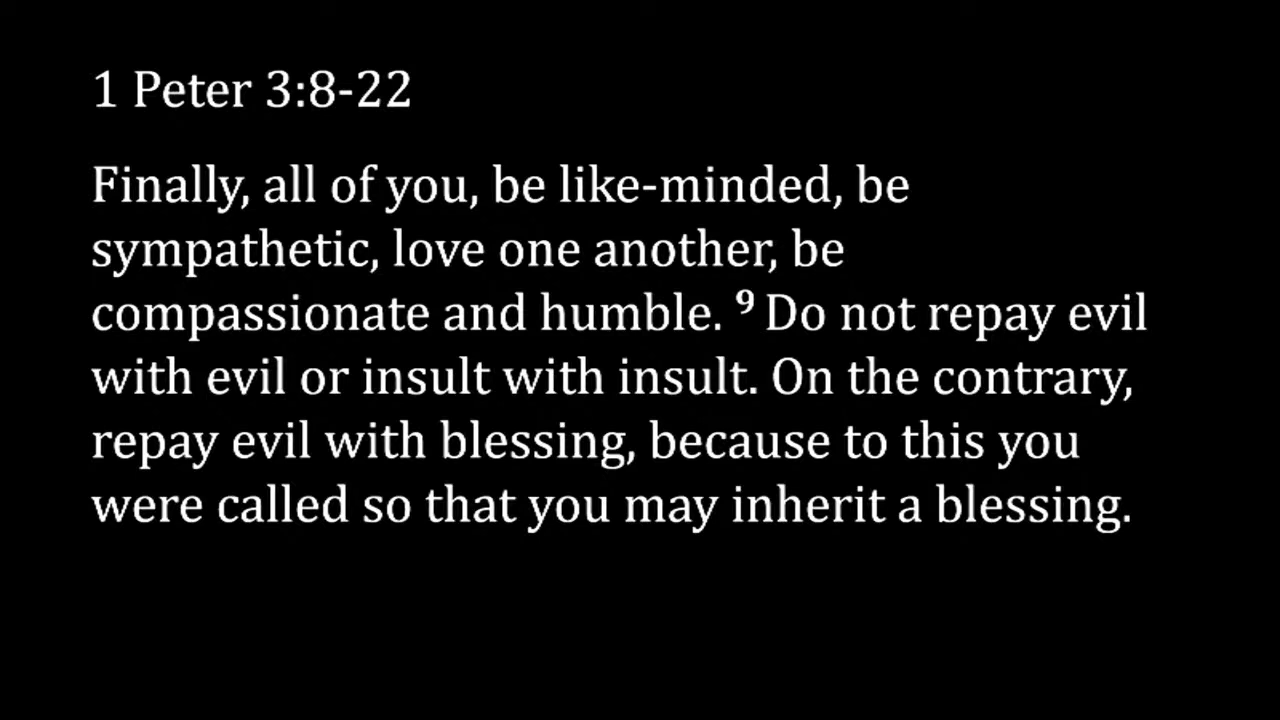 1 Peter 3:8-22
Finally, all of you, be like-minded, be
sympathetic, love one another, be
compassionate and humble. ⁹ Do not repay evil
with evil or insult with insult. On the contrary,
repay evil with blessing, because to this you
were called so that you may inherit a blessing.